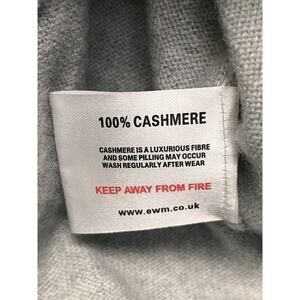 100% CASHMERE
CASHMERE IS A LUXURIOUS FIBRE
AND SOME PILLING MAY OCCUR
WASH REGULARLY AFTER WEAR
KEEP AWAY FROM FIRE
www.ewm.co.uk